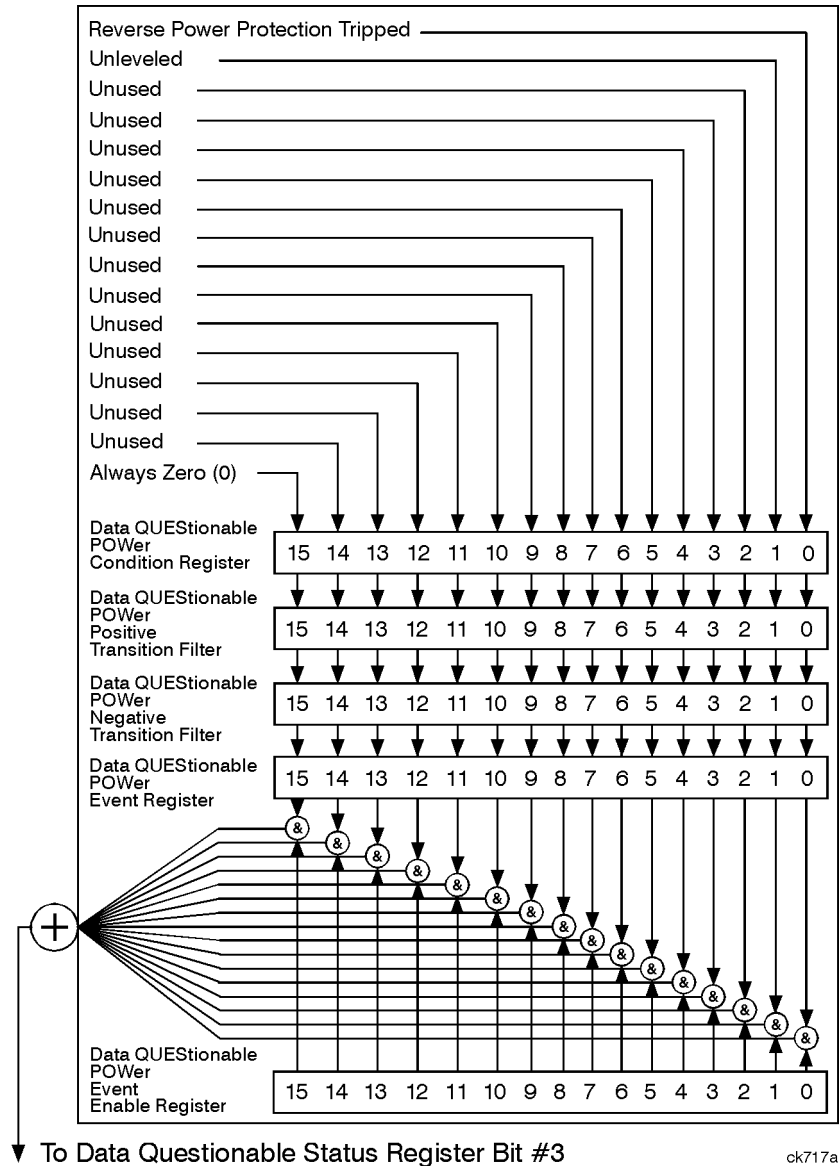 Reverse Power Protection Tripped
Unleveled
Unused
Unused
Unused
Unused
Unused
Unused
Unused
Unused
Unused
Unused
Unused
Unused
Unused
Always Zero (0)
Data QUEStionable
POWer
Condition Register
15 14 13 12 11 10 9 8 7 6 5 4 3 2 1 0
Data QUEStionable
POWer
Positive
Transition Filter
15 14 13 12 11 10 9 8 7 6 5 4 3 2 1 0
Data QUEStionable
POWer
Negative
Transition Filter
15 14 13 12 11 10 9 8 7 6 5 4 3 2 1 0
Data QUEStionable
POWer
Event Register
15 14 13 12 11 10 9 8 7 6 5 4 3 2 1 0
& & & & & & & & & & & & & & & &
+
Data QUEStionable
POWer
Event
Enable Register
15 14 13 12 11 10 9 8 7 6 5 4 3 2 1 0
To Data Questionable Status Register Bit #3
ck717a